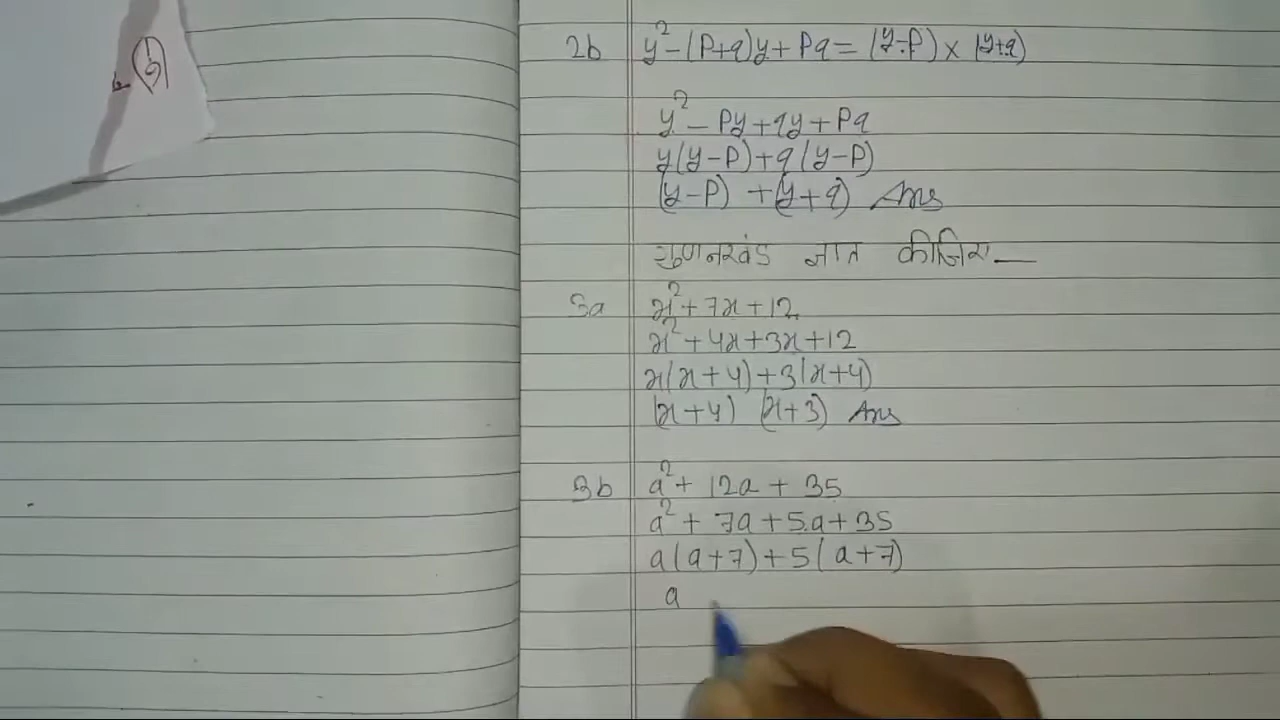 2b y² - (P+q)y + Pq = (y-P) × (y+q)
y² - Py + qy + Pq
y(y-P) + q(y-P)
(y-P) + (y+q) Ans
गुणनखंड ज्ञात कीजिए —
3a x² + 7x + 12
x² + 4x + 3x + 12
x(x+4) + 3(x+4)
(x+4) (x+3) Ans
3b a² + 12a + 35
a² + 7a + 5a + 35
a(a+7) + 5(a+7)
a